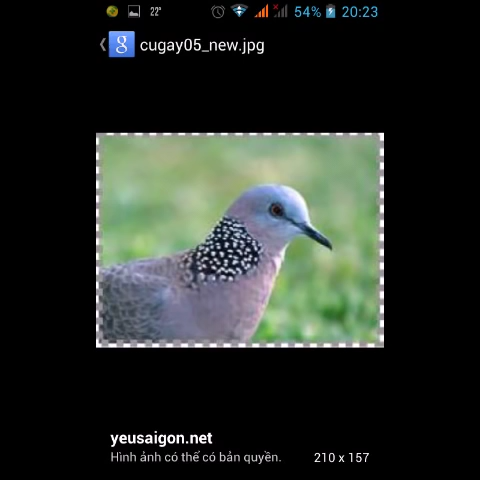 22° 54% 20:23
g cugay05_new.jpg
yeusaigon.net
Hình ảnh có thể có bản quyền. 210 x 157